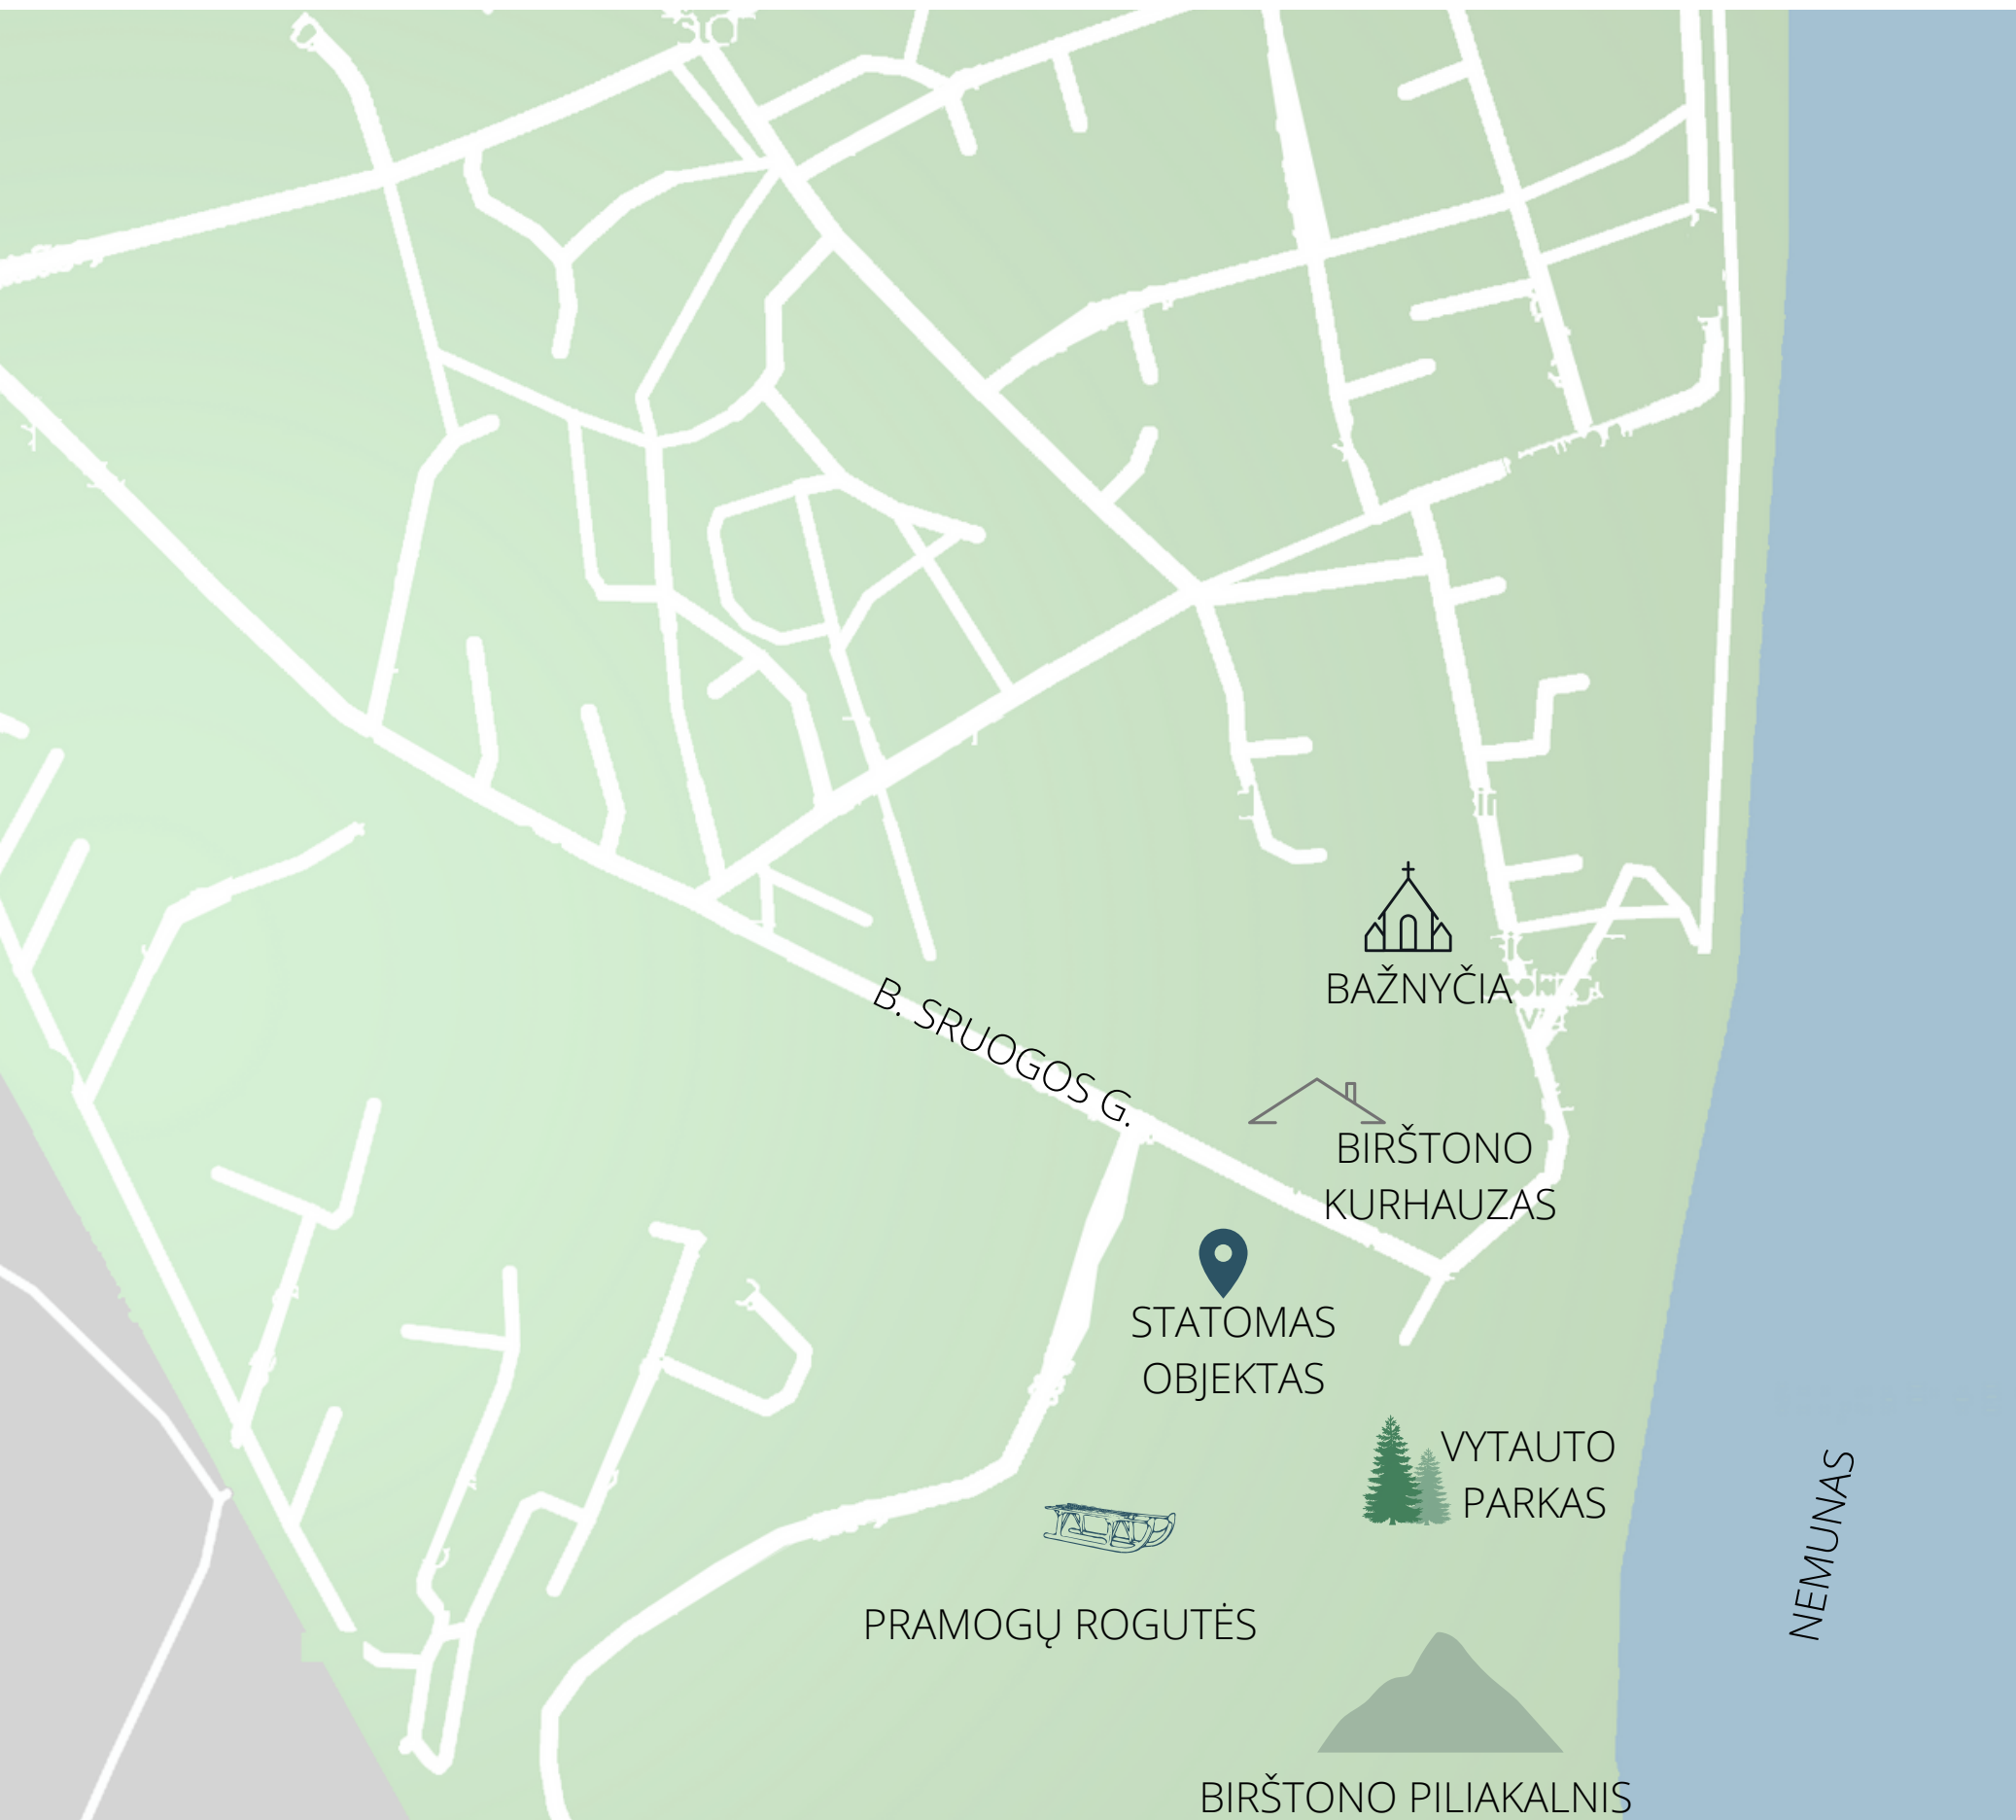 BAŽNYČIA
B. SRUOGOS G.
BIRŠTONO
KURHAUZAS
STATOMAS
OBJEKTAS
VYTAUTO
PARKAS
NEMUNAS
PRAMOGŲ ROGUTĖS
BIRŠTONO PILIAKALNIS